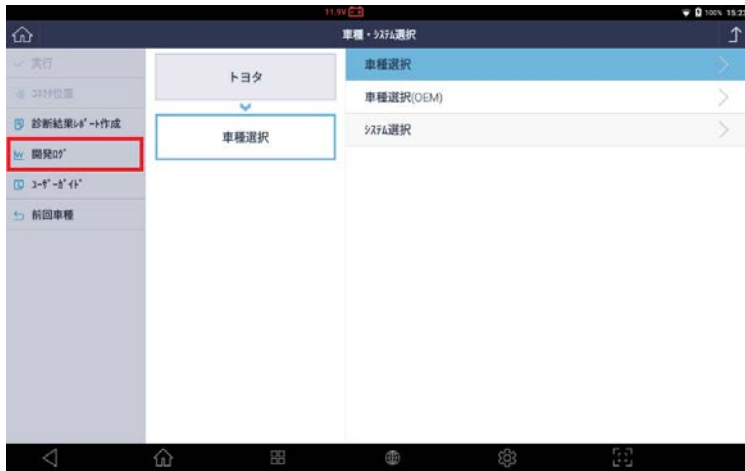 11.9V
100% 15:2
車種・ｼｽﾃﾑ選択
実行
ｺﾈｸﾀ位置
診断結果ﾚﾎﾟｰﾄ作成
開発ﾛｸﾞ
ﾕｰｻﾞｰｶﾞｲﾄﾞ
前回車種
トヨタ
車種選択
車種選択
車種選択(OEM)
ｼｽﾃﾑ選択